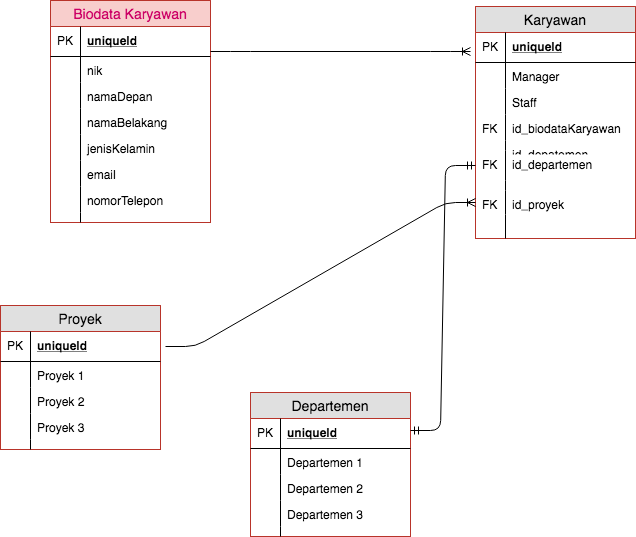 Biodata Karyawan
PK uniqueId
nik
namaDepan
namaBelakang
jenisKelamin
email
nomorTelepon
Karyawan
PK uniqueId
Manager
Staff
FK id_biodataKaryawan
FK id_departemen
FK id_proyek
Proyek
PK uniqueId
Proyek 1
Proyek 2
Proyek 3
Departemen
PK uniqueId
Departemen 1
Departemen 2
Departemen 3